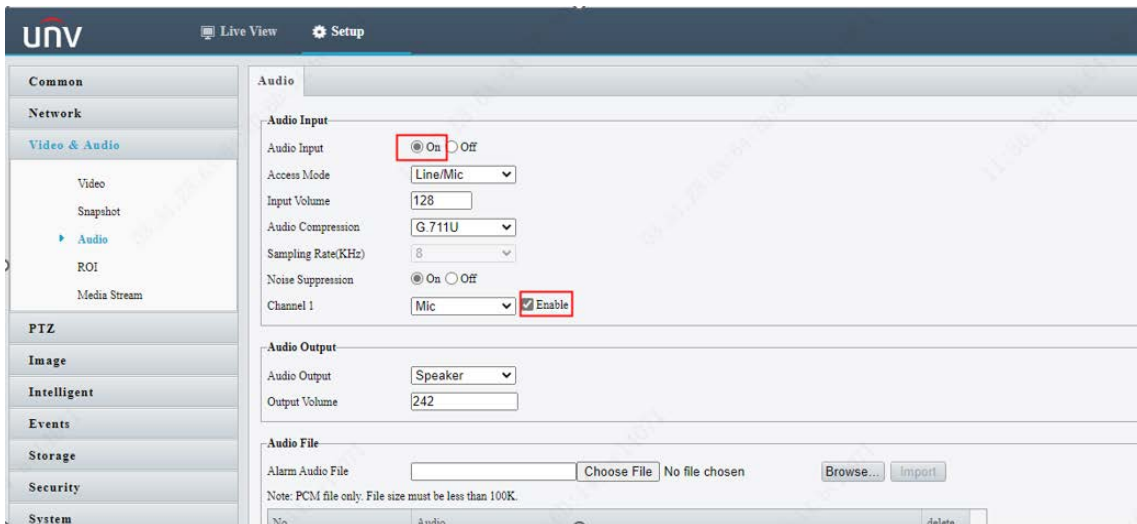 unv
Live View
Setup
Common
Network
Video & Audio
Video
Snapshot
Audio
ROI
Media Stream
PTZ
Image
Intelligent
Events
Storage
Security
System
Audio
Audio Input
Audio Input On Off
Access Mode Line/Mic
Input Volume 128
Audio Compression G.711U
Sampling Rate(KHz) 8
Noise Suppression On Off
Channel 1 Mic Enable
Audio Output
Audio Output Speaker
Output Volume 242
Audio File
Alarm Audio File Choose File No file chosen Browse... Import
Note: PCM file only. File size must be less than 100K.
No. Audio delete